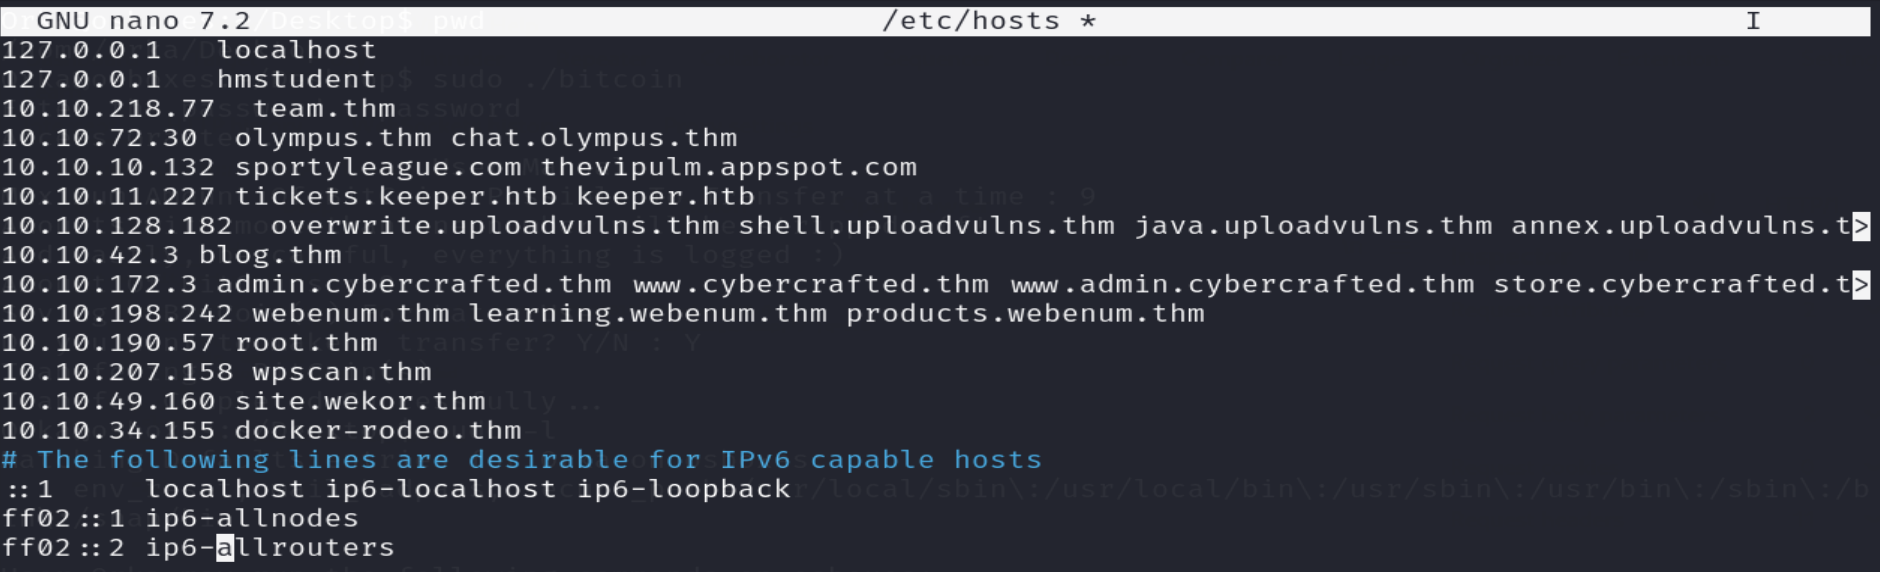 GNU nano 7.2 /etc/hosts * I
127.0.0.1 localhost
127.0.0.1 hmstudent
10.10.218.77 team.thm
10.10.72.30 olympus.thm chat.olympus.thm
10.10.10.132 sportyleague.com thevipulm.appspot.com
10.10.11.227 tickets.keeper.htb keeper.htb
10.10.128.182 overwrite.uploadvulns.thm shell.uploadvulns.thm java.uploadvulns.thm annex.uploadvulns.t>
10.10.42.3 blog.thm
10.10.172.3 admin.cybercrafted.thm www.cybercrafted.thm www.admin.cybercrafted.thm store.cybercrafted.t>
10.10.198.242 webenum.thm learning.webenum.thm products.webenum.thm
10.10.190.57 root.thm
10.10.207.158 wpscan.thm
10.10.49.160 site.wekor.thm
10.10.34.155 docker-rodeo.thm
# The following lines are desirable for IPv6 capable hosts
::1 localhost ip6-localhost ip6-loopback
ff02::1 ip6-allnodes
ff02::2 ip6-allrouters